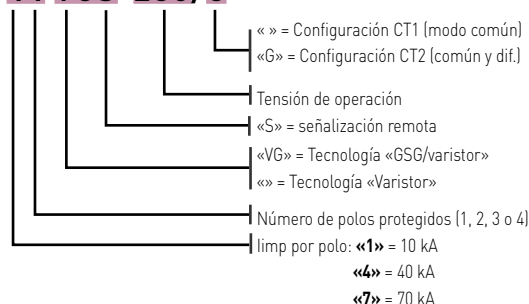 « » = Configuración CT1 (modo común)
«G» = Configuración CT2 (común y dif.)
Tensión de operación
«S» = señalización remota
«VG» = Tecnología «GSG/varistor»
«» = Tecnología «Varistor»
Número de polos protegidos (1, 2, 3 o 4)
Iimp por polo: «1» = 10 kA
«4» = 40 kA
«7» = 70 kA